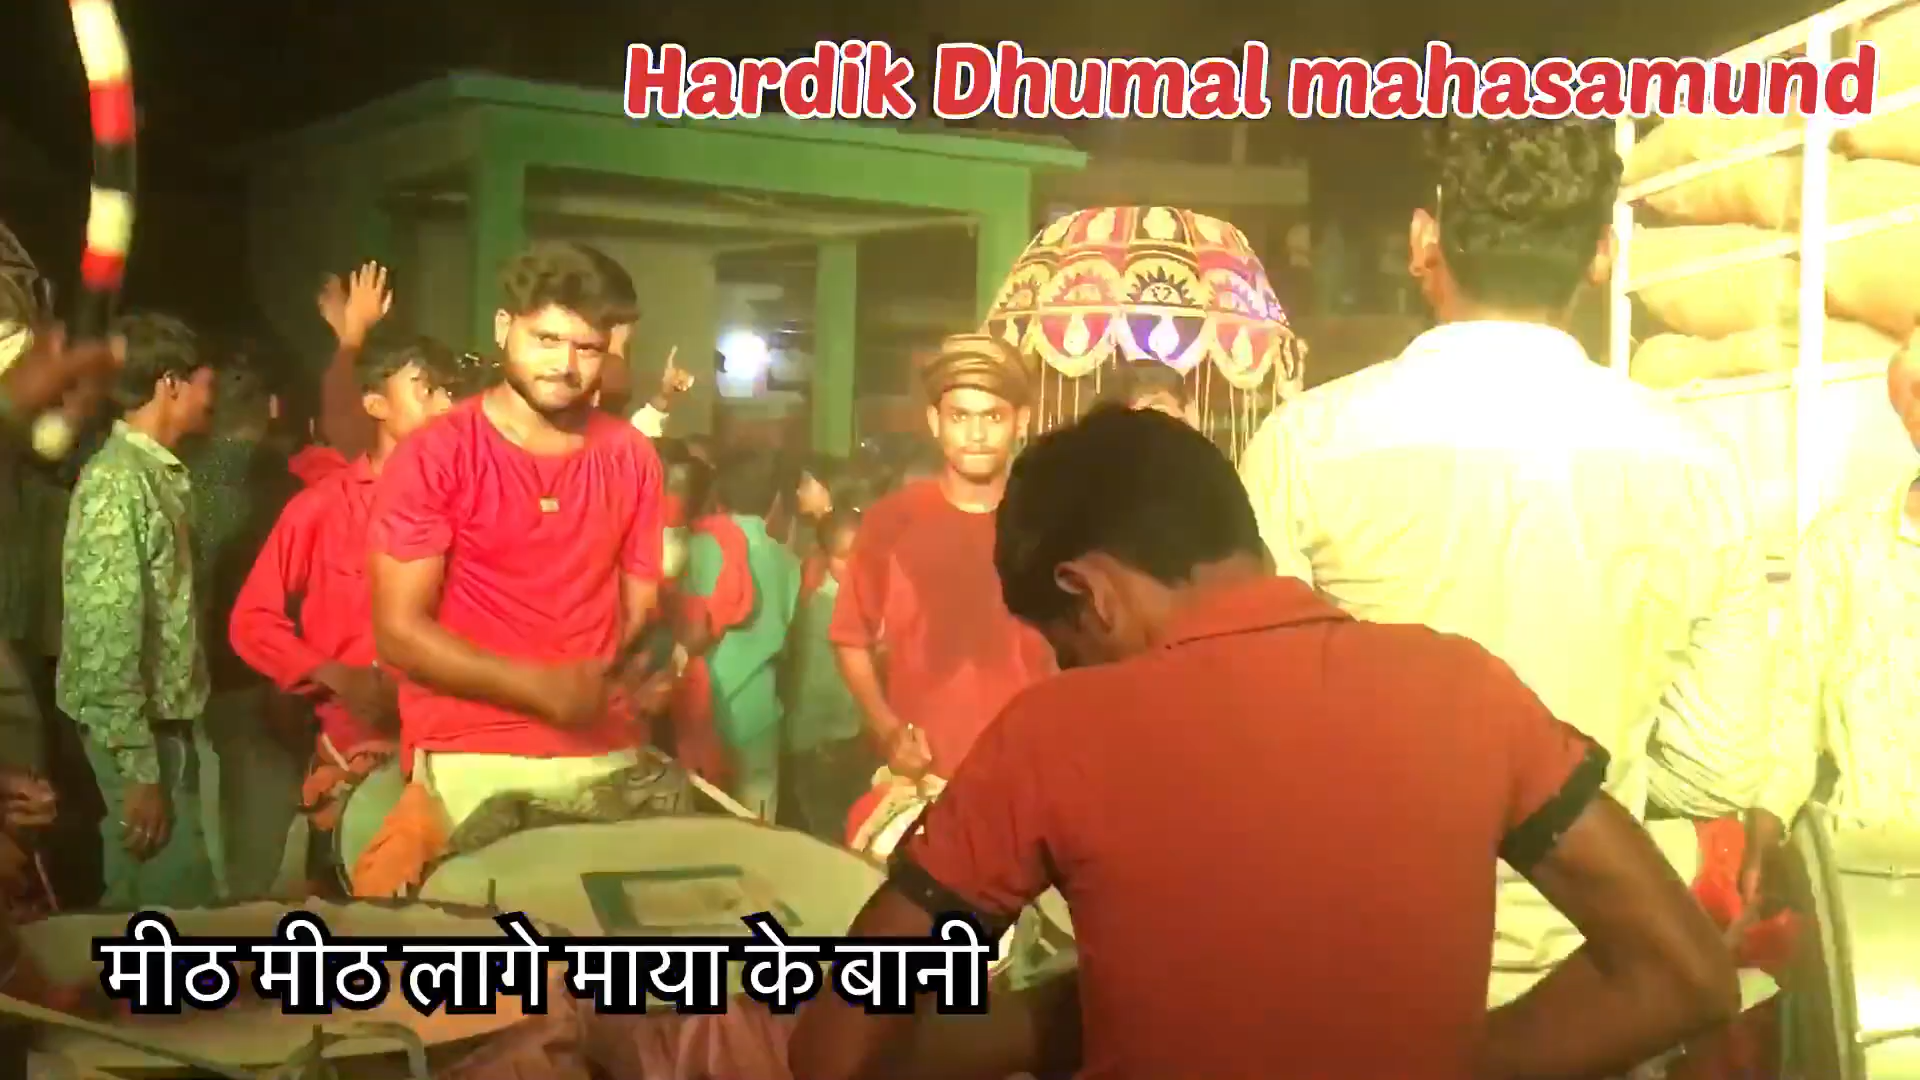 Hardik Dhumal mahasamund
मीठ मीठ लागे माया के बानी